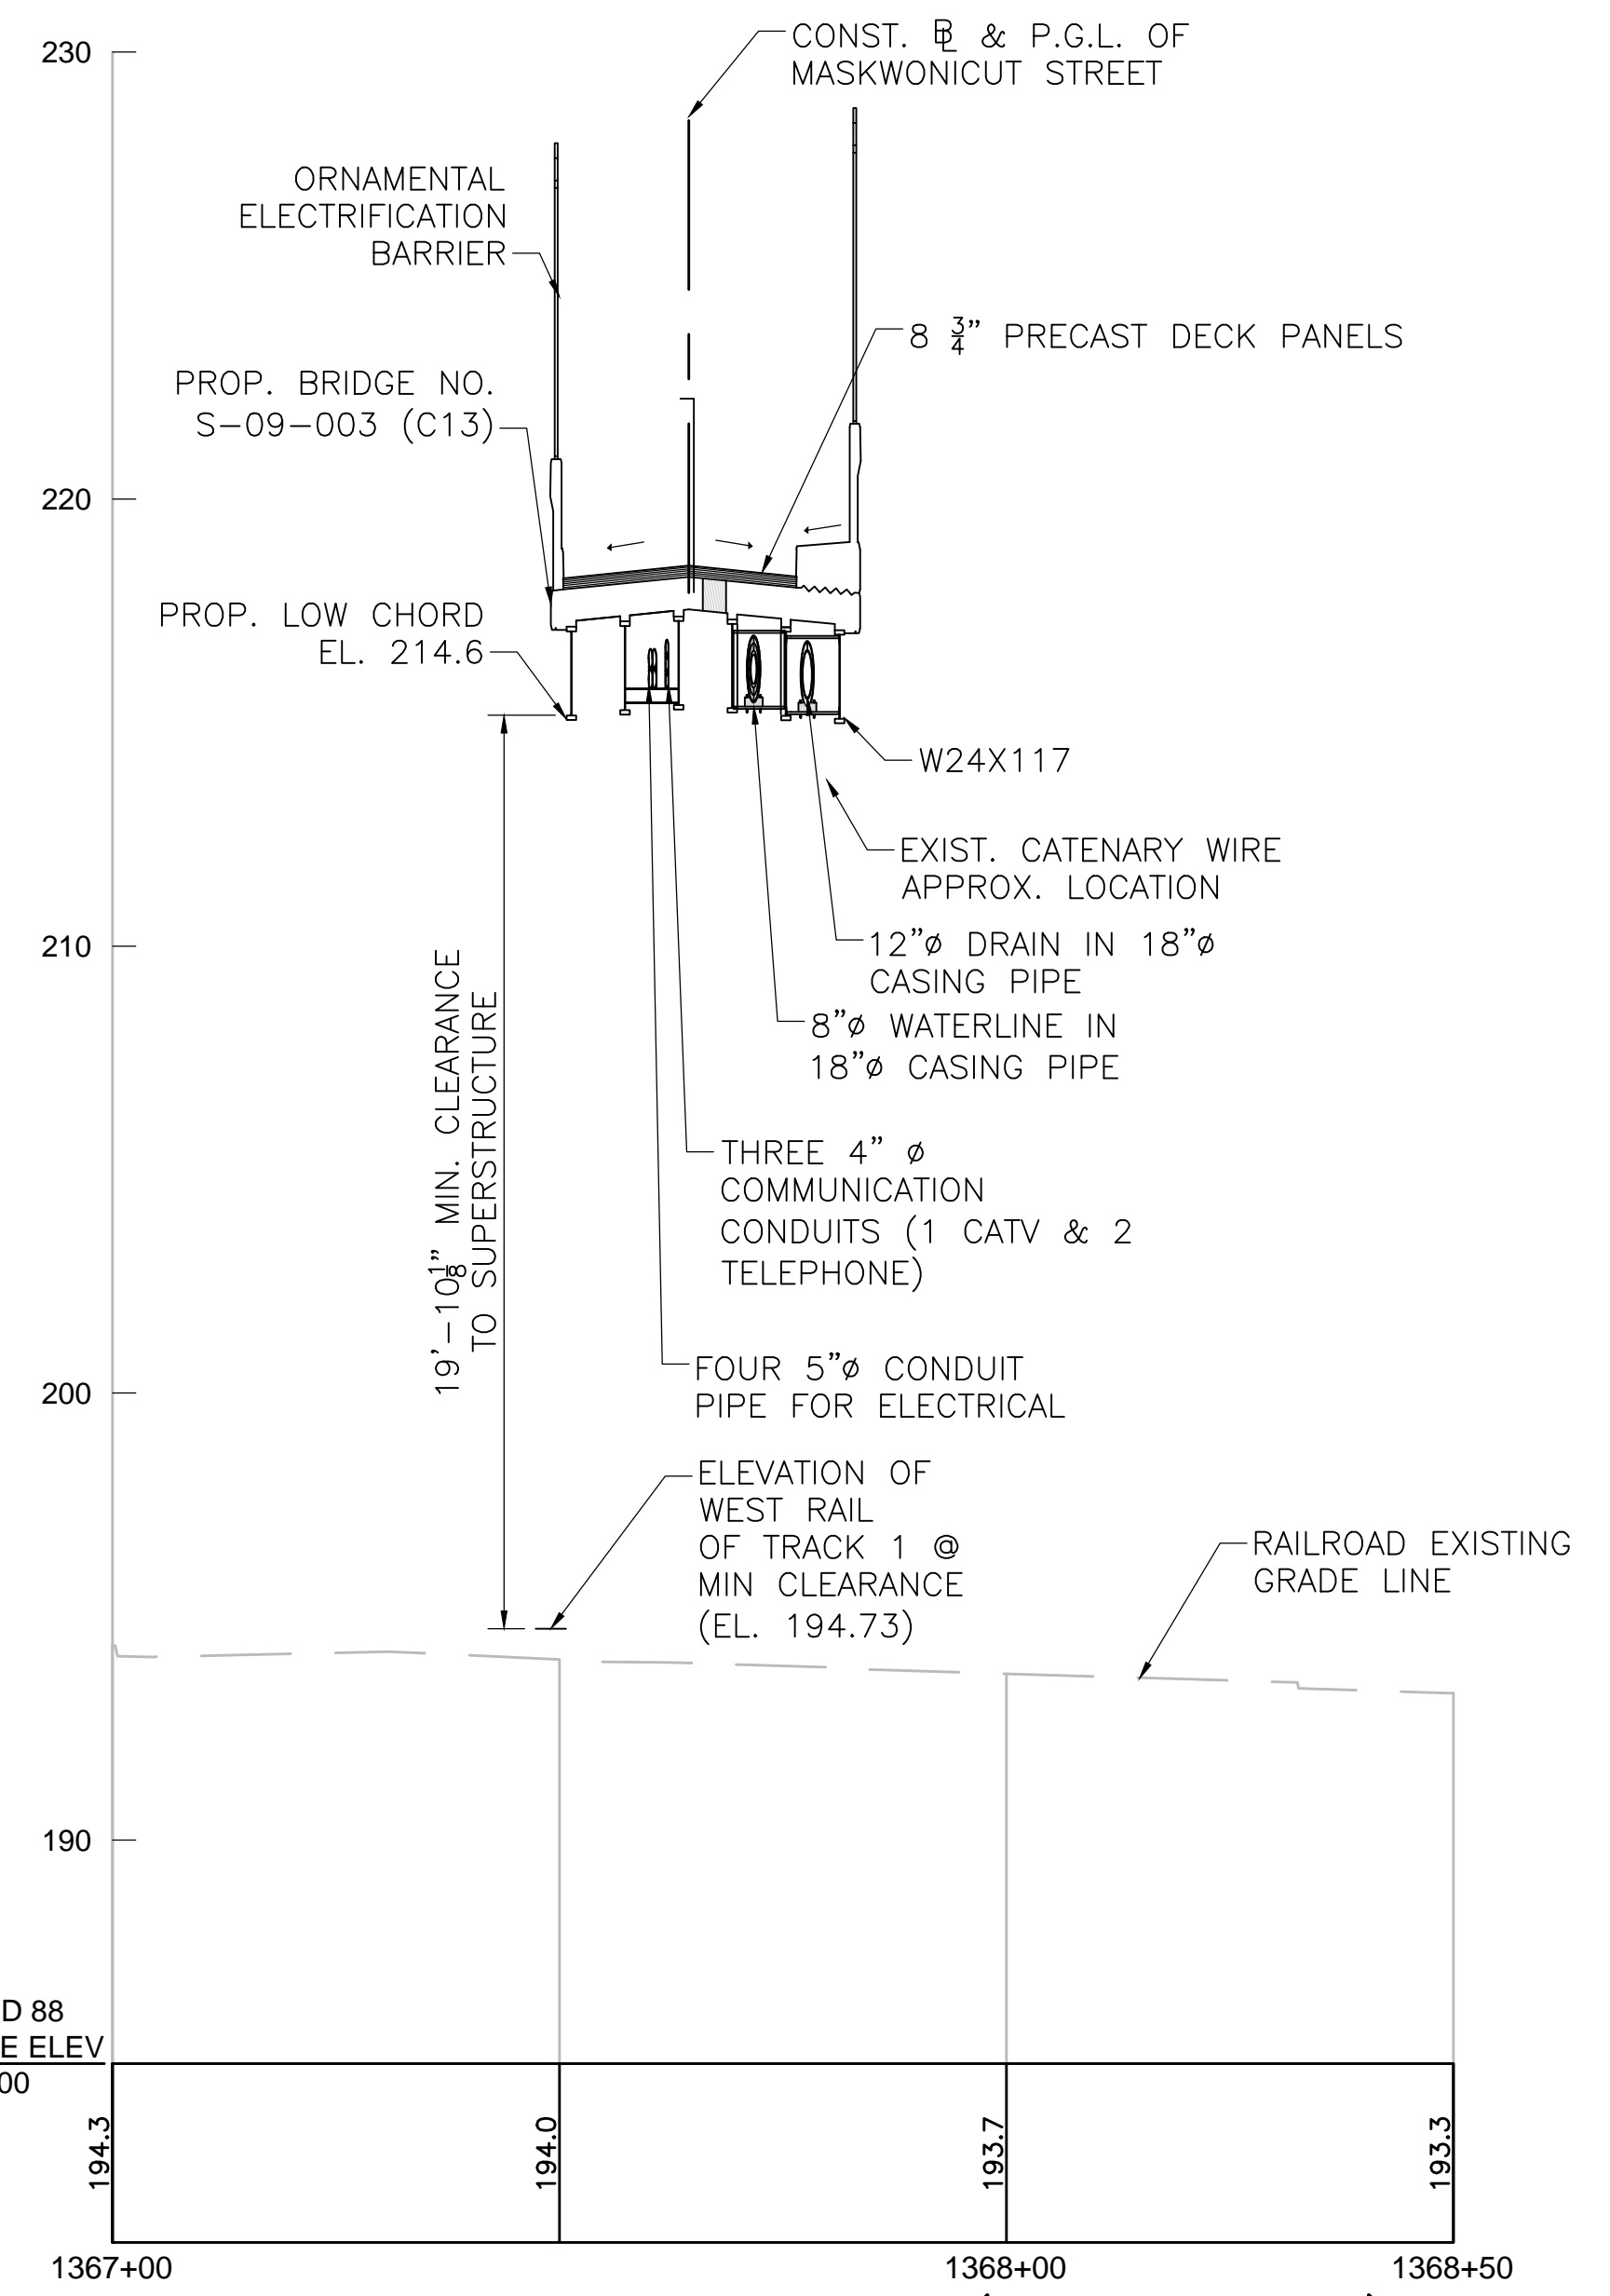 230
CONST. ⅊ & P.G.L. OF
MASKWONICUT STREET
ORNAMENTAL
ELECTRIFICATION
BARRIER
8 3/4" PRECAST DECK PANELS
PROP. BRIDGE NO.
S-09-003 (C13)
220
PROP. LOW CHORD
EL. 214.6
W24X117
EXIST. CATENARY WIRE
APPROX. LOCATION
210
12"ø DRAIN IN 18"ø
CASING PIPE
8"ø WATERLINE IN
18"ø CASING PIPE
19'-10 1/8" MIN. CLEARANCE
TO SUPERSTRUCTURE
THREE 4" ø
COMMUNICATION
CONDUITS (1 CATV & 2
TELEPHONE)
FOUR 5"ø CONDUIT
PIPE FOR ELECTRICAL
200
ELEVATION OF
WEST RAIL
OF TRACK 1 @
MIN CLEARANCE
(EL. 194.73)
RAILROAD EXISTING
GRADE LINE
190
D 88
E ELEV
00
194.3
194.0
193.7
193.3
1367+00
1368+00
1368+50